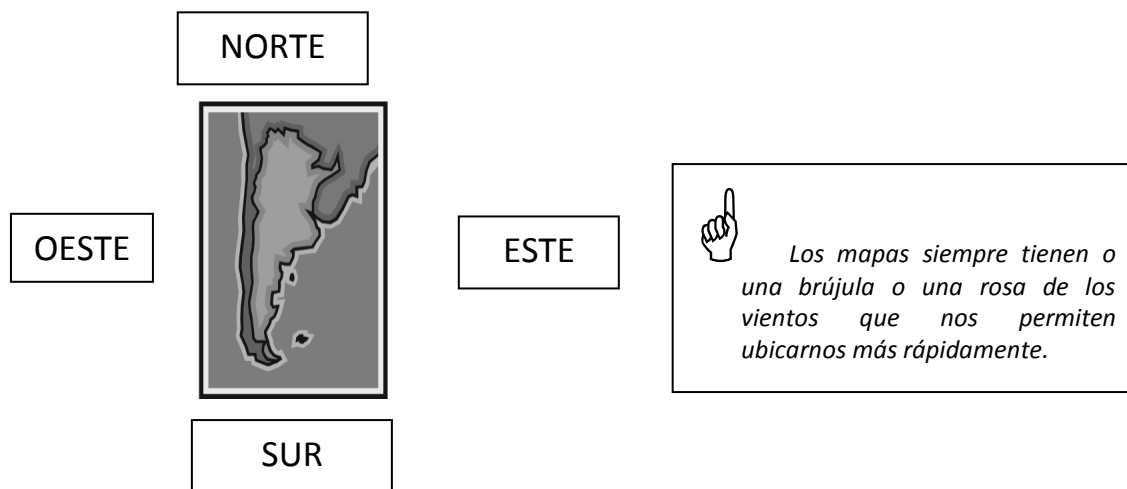 NORTE
OESTE
ESTE
SUR
Los mapas siempre tienen o
una brújula o una rosa de los
vientos que nos permiten
ubicarnos más rápidamente.